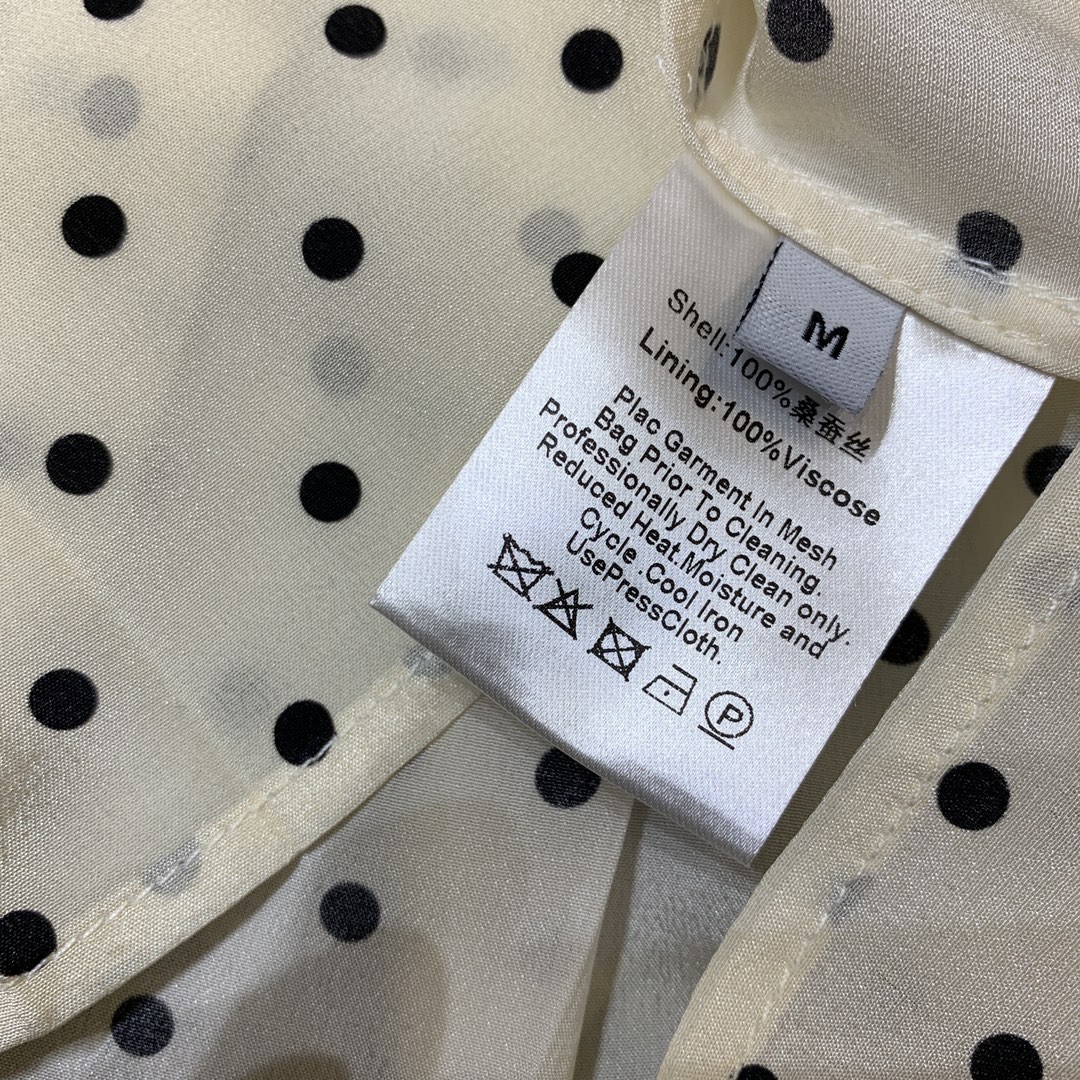 M
Shell:100%桑蚕丝
Lining:100%Viscose
Plac Garment In Mesh
Bag Prior To Cleaning.
Professionally Dry Clean only.
Reduced Heat.Moisture and
Cycle .Cool Iron
UsePressCloth.
P